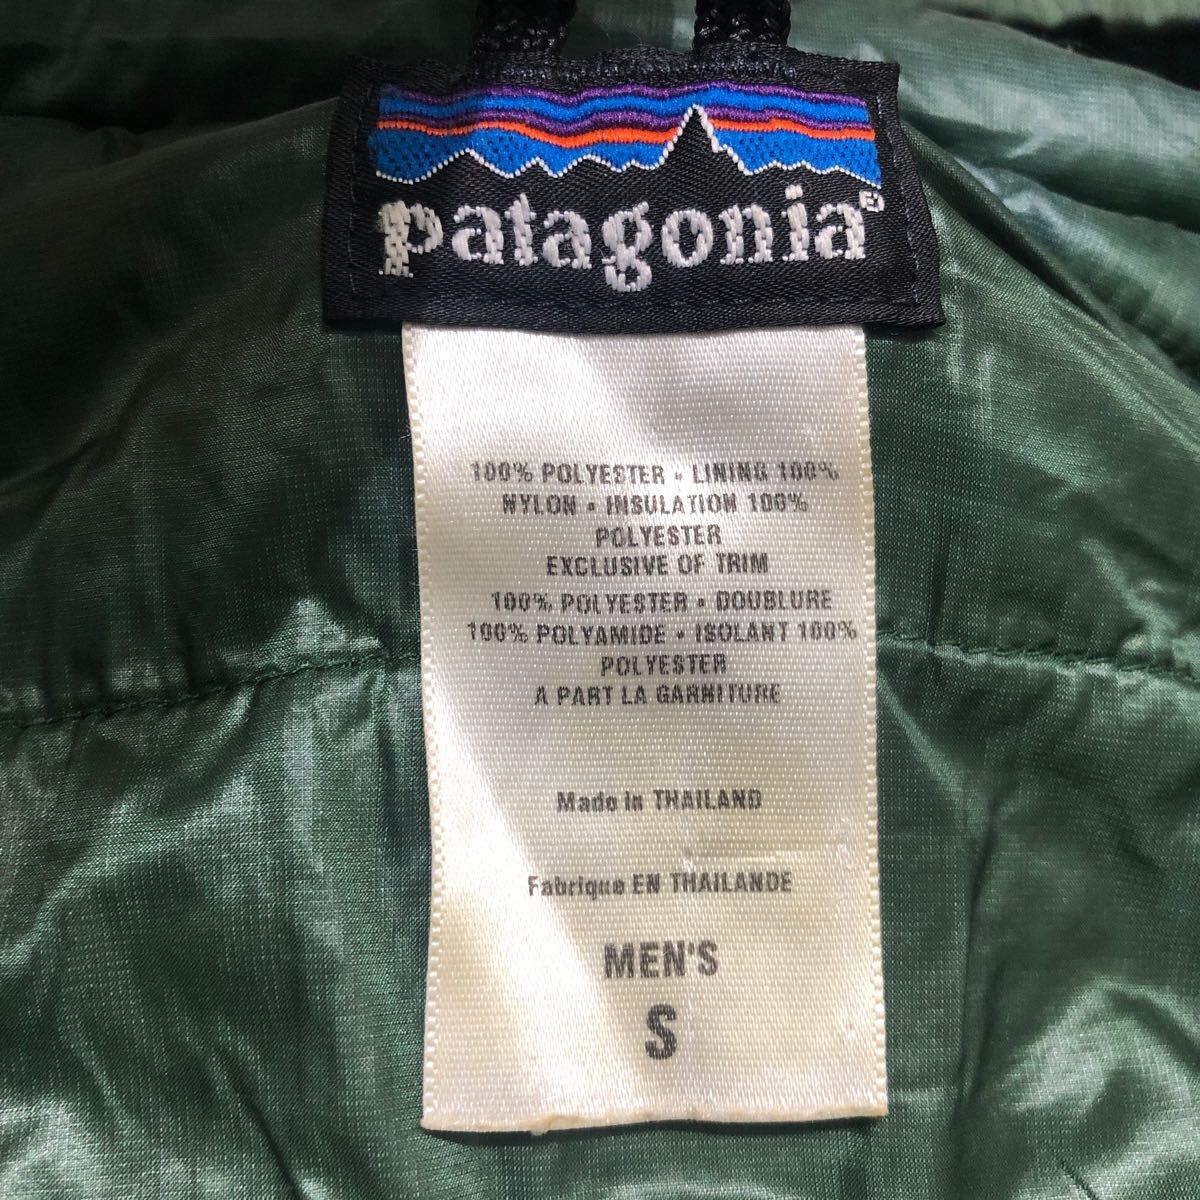 patagonia®
100% POLYESTER • LINING 100%
NYLON • INSULATION 100%
POLYESTER
EXCLUSIVE OF TRIM
100% POLYESTER • DOUBLURE
100% POLYAMIDE • ISOLANT 100%
POLYESTER
A PART LA GARNITURE
Made in THAILAND
Fabrique EN THAILANDE
MEN'S
S